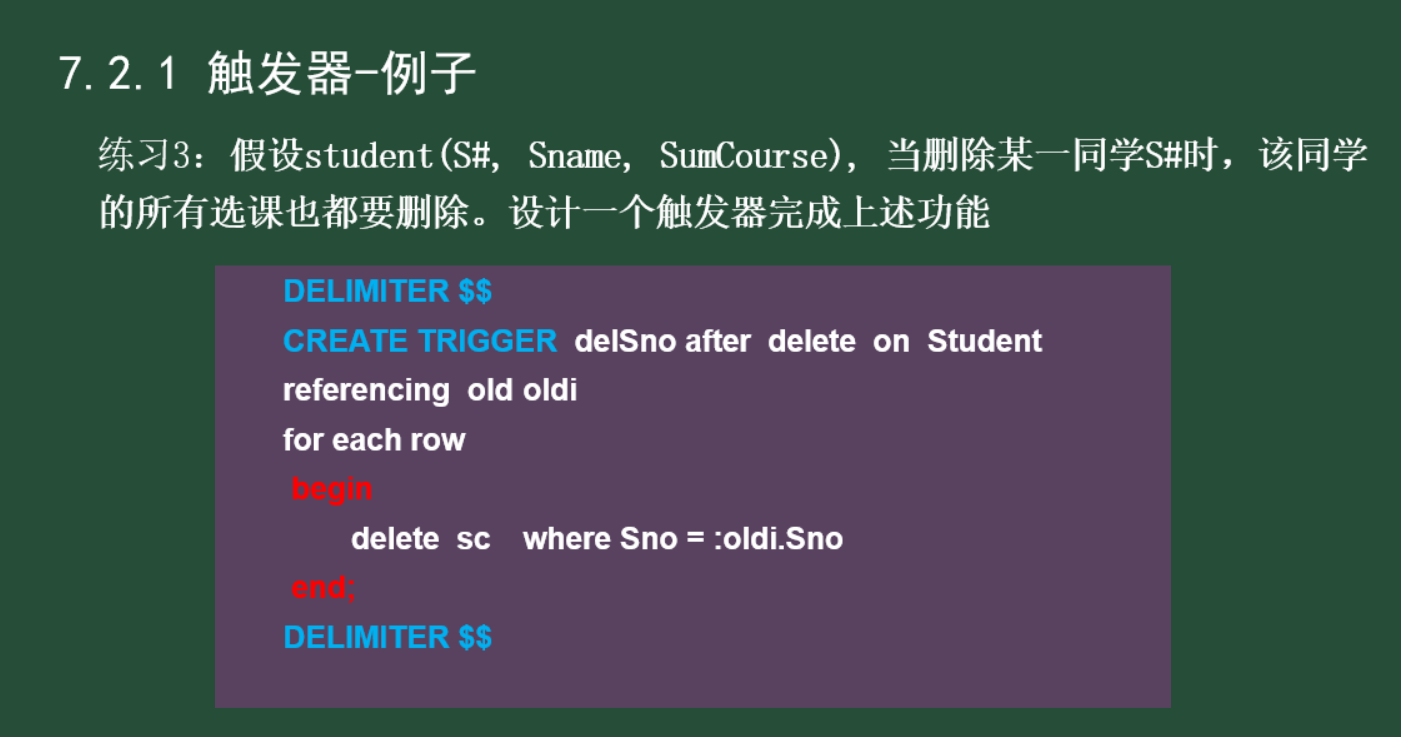 7.2.1 触发器-例子
练习3：假设student(S#, Sname, SumCourse), 当删除某一同学S#时，该同学
的所有选课也都要删除。设计一个触发器完成上述功能
DELIMITER $$
CREATE TRIGGER delSno after delete on Student
referencing old oldi
for each row
begin
delete sc where Sno = :oldi.Sno
end;
DELIMITER $$